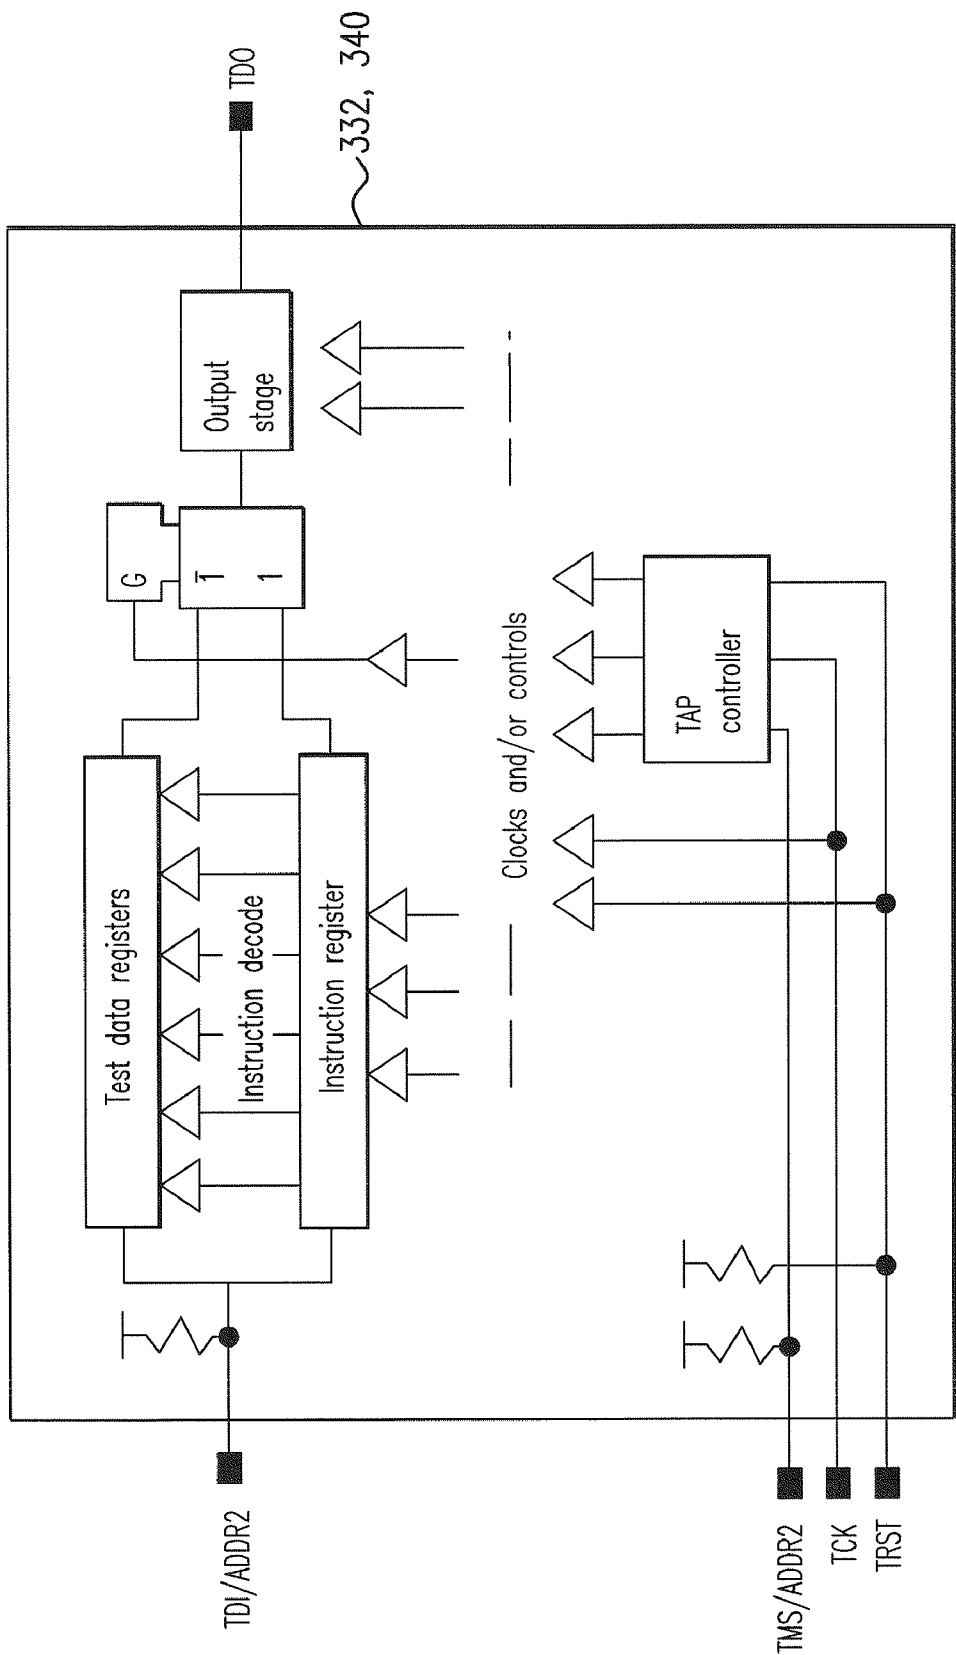 TDO
332, 340
Output
stage
G
1̅
1
Test data registers
Instruction decode
Instruction register
Clocks and/or controls
TAP
controller
TDI/ADDR2
TMS/ADDR2
TCK
TRST